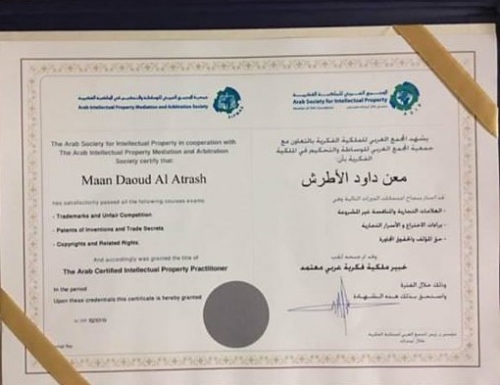 جمعية المجمع العربي للوساطة والتحكيم في الملكية الفكرية
Arab Intellectual Property Mediation and Arbitration Society
المجمع العربي للملكية الفكرية
Arab Society for Intellectual Property
The Arab Society for Intellectual Property in cooperation with
The Arab Intellectual Property Mediation and Arbitration
Society certify that:
Maan Daoud Al Atrash
has satisfactorily passed all the following courses exams:
- Trademarks and Unfair Competition
- Patents of Inventions and Trade Secrets
- Copyrights and Related Rights
And accordingly was granted the title of
The Arab Certified Intellectual Property Practitioner
In the period
Upon these credentials this certificate is hereby granted
يشهد المجمع العربي للملكية الفكرية بالتعاون مع
جمعية المجمع العربي للوساطة والتحكيم في الملكية
الفكرية بأن:
معن داود الأطرش
قد اجتاز بنجاح امتحانات الدورات التالية وهي
- العلامات التجارية والمنافسة غير المشروعة
- براءات الاختراع و الأسرار التجارية
- حق المؤلف والحقوق المجاورة
وقد تم منحه لقب
خبير ملكية فكرية عربي معتمد
وذلك خلال الفترة
واستحق بذلك هذه الشهادة